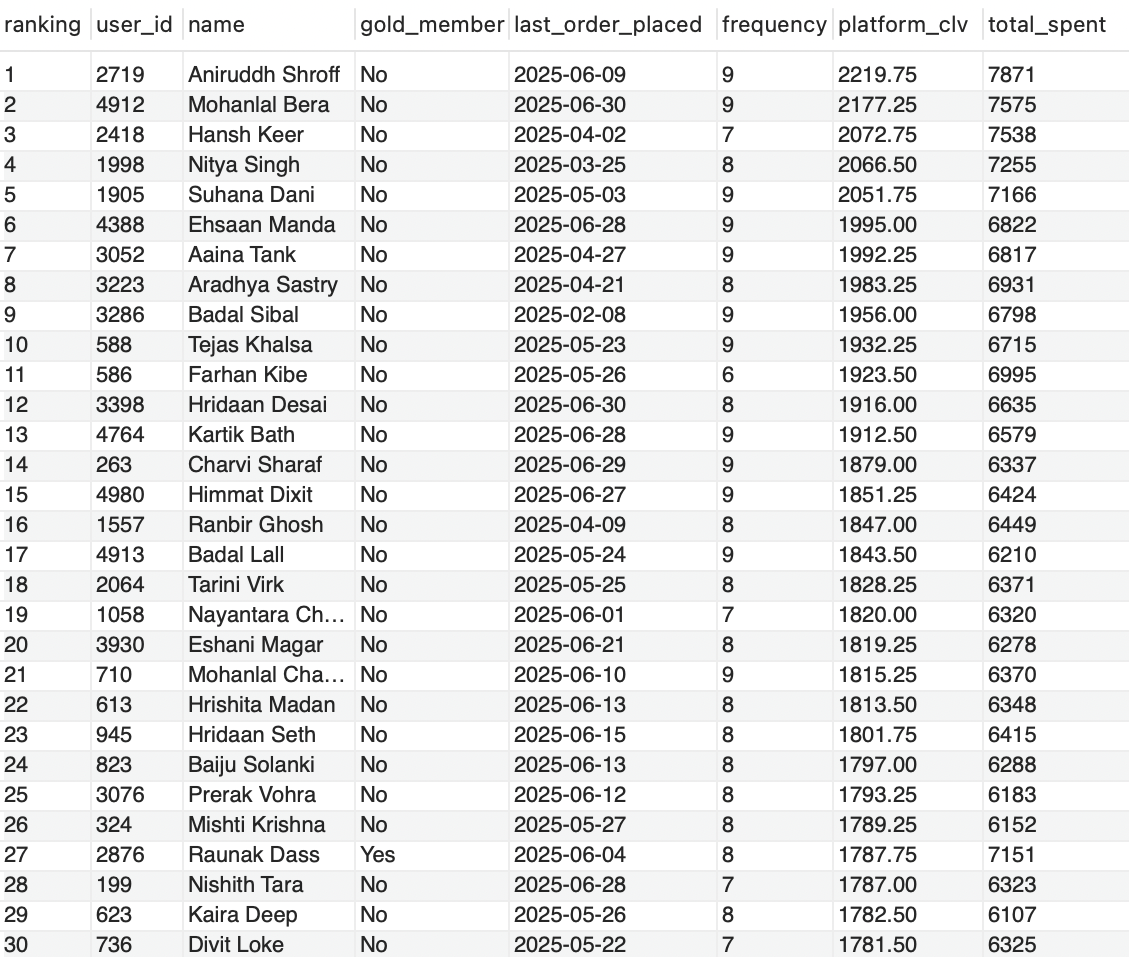 ranking user_id name gold_member last_order_placed frequency platform_clv total_spent
1 2719 Aniruddh Shroff No 2025-06-09 9 2219.75 7871
2 4912 Mohanlal Bera No 2025-06-30 9 2177.25 7575
3 2418 Hansh Keer No 2025-04-02 7 2072.75 7538
4 1998 Nitya Singh No 2025-03-25 8 2066.50 7255
5 1905 Suhana Dani No 2025-05-03 9 2051.75 7166
6 4388 Ehsaan Manda No 2025-06-28 9 1995.00 6822
7 3052 Aaina Tank No 2025-04-27 9 1992.25 6817
8 3223 Aradhya Sastry No 2025-04-21 8 1983.25 6931
9 3286 Badal Sibal No 2025-02-08 9 1956.00 6798
10 588 Tejas Khalsa No 2025-05-23 9 1932.25 6715
11 586 Farhan Kibe No 2025-05-26 6 1923.50 6995
12 3398 Hridaan Desai No 2025-06-30 8 1916.00 6635
13 4764 Kartik Bath No 2025-06-28 9 1912.50 6579
14 263 Charvi Sharaf No 2025-06-29 9 1879.00 6337
15 4980 Himmat Dixit No 2025-06-27 9 1851.25 6424
16 1557 Ranbir Ghosh No 2025-04-09 8 1847.00 6449
17 4913 Badal Lall No 2025-05-24 9 1843.50 6210
18 2064 Tarini Virk No 2025-05-25 8 1828.25 6371
19 1058 Nayantara Ch... No 2025-06-01 7 1820.00 6320
20 3930 Eshani Magar No 2025-06-21 8 1819.25 6278
21 710 Mohanlal Cha... No 2025-06-10 9 1815.25 6370
22 613 Hrishita Madan No 2025-06-13 8 1813.50 6348
23 945 Hridaan Seth No 2025-06-15 8 1801.75 6415
24 823 Baiju Solanki No 2025-06-13 8 1797.00 6288
25 3076 Prerak Vohra No 2025-06-12 8 1793.25 6183
26 324 Mishti Krishna No 2025-05-27 8 1789.25 6152
27 2876 Raunak Dass Yes 2025-06-04 8 1787.75 7151
28 199 Nishith Tara No 2025-06-28 7 1787.00 6323
29 623 Kaira Deep No 2025-05-26 8 1782.50 6107
30 736 Divit Loke No 2025-05-22 7 1781.50 6325